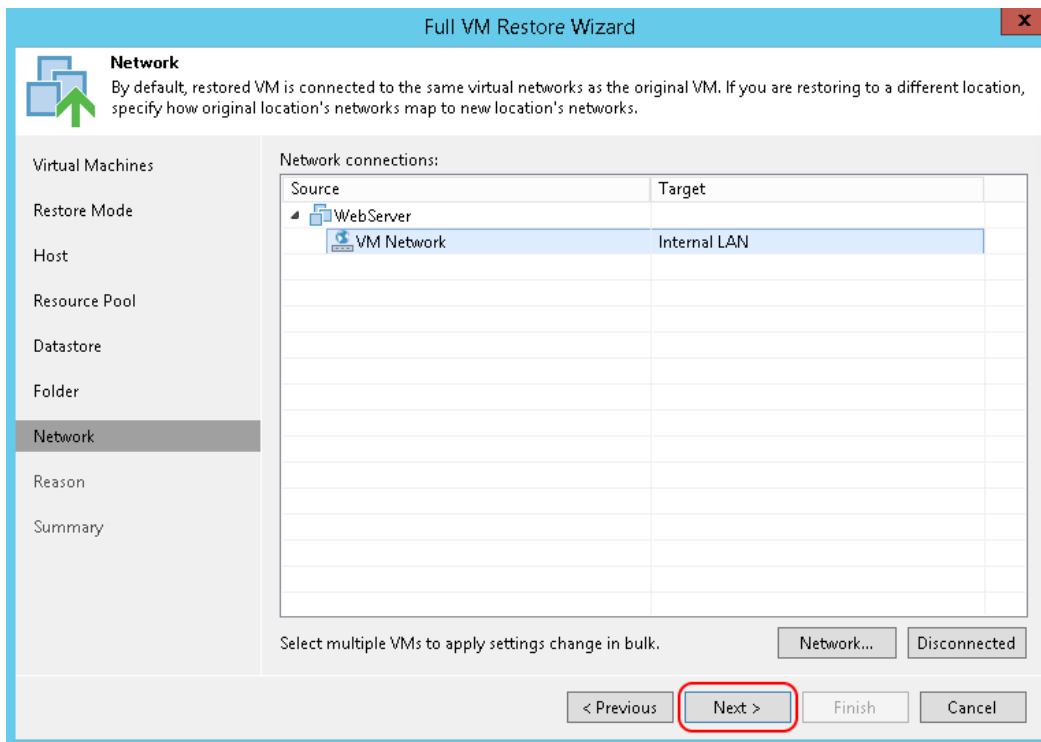 Full VM Restore Wizard
x
Network
By default, restored VM is connected to the same virtual networks as the original VM. If you are restoring to a different location,
specify how original location's networks map to new location's networks.
Virtual Machines
Restore Mode
Host
Resource Pool
Datastore
Folder
Network
Reason
Summary
Network connections:
Source Target
WebServer
VM Network Internal LAN
Select multiple VMs to apply settings change in bulk. Network... Disconnected
< Previous Next > Finish Cancel